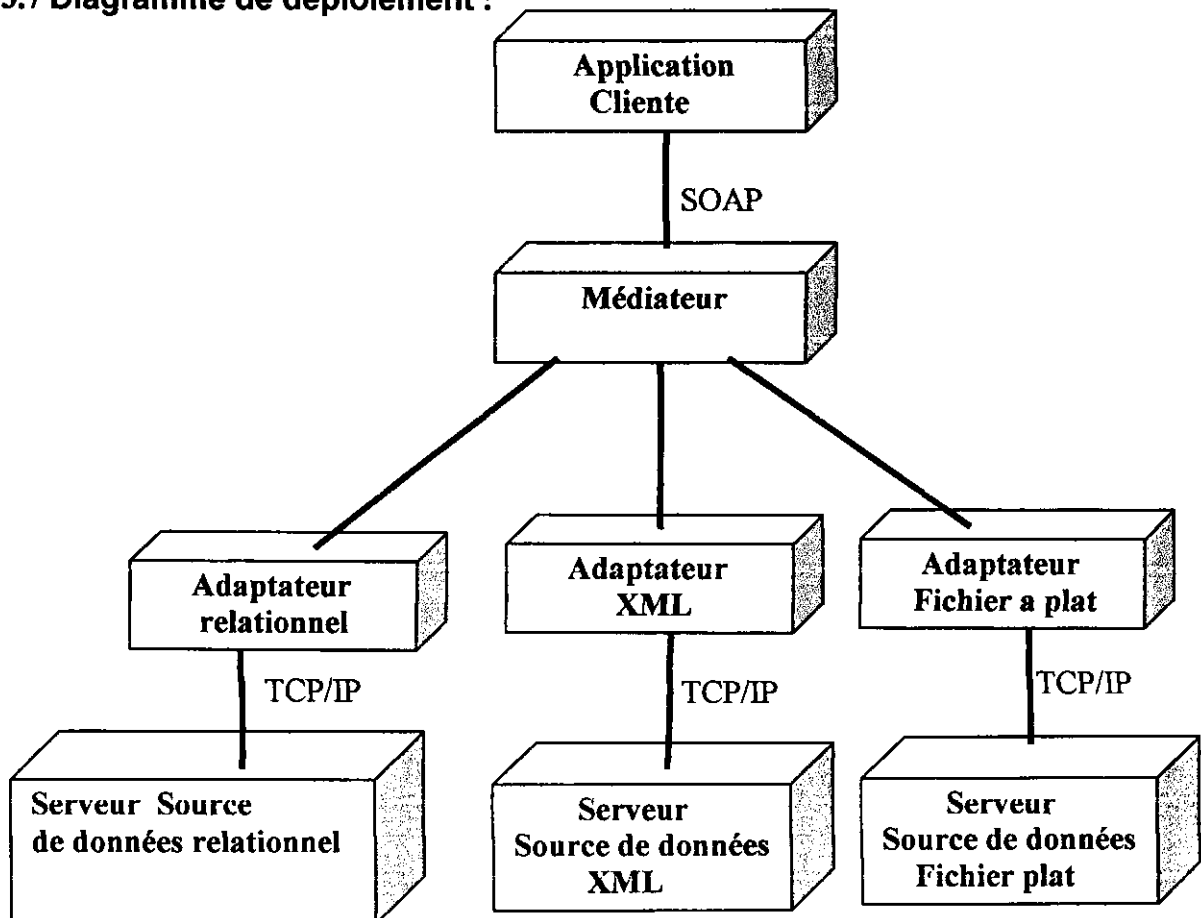 Diagramme de déploiement :
Application
Cliente
SOAP
Médiateur
Adaptateur
relationnel
Adaptateur
XML
Adaptateur
Fichier a plat
TCP/IP
TCP/IP
TCP/IP
Serveur Source
de données relationnel
Serveur
Source de données
XML
Serveur
Source de données
Fichier plat